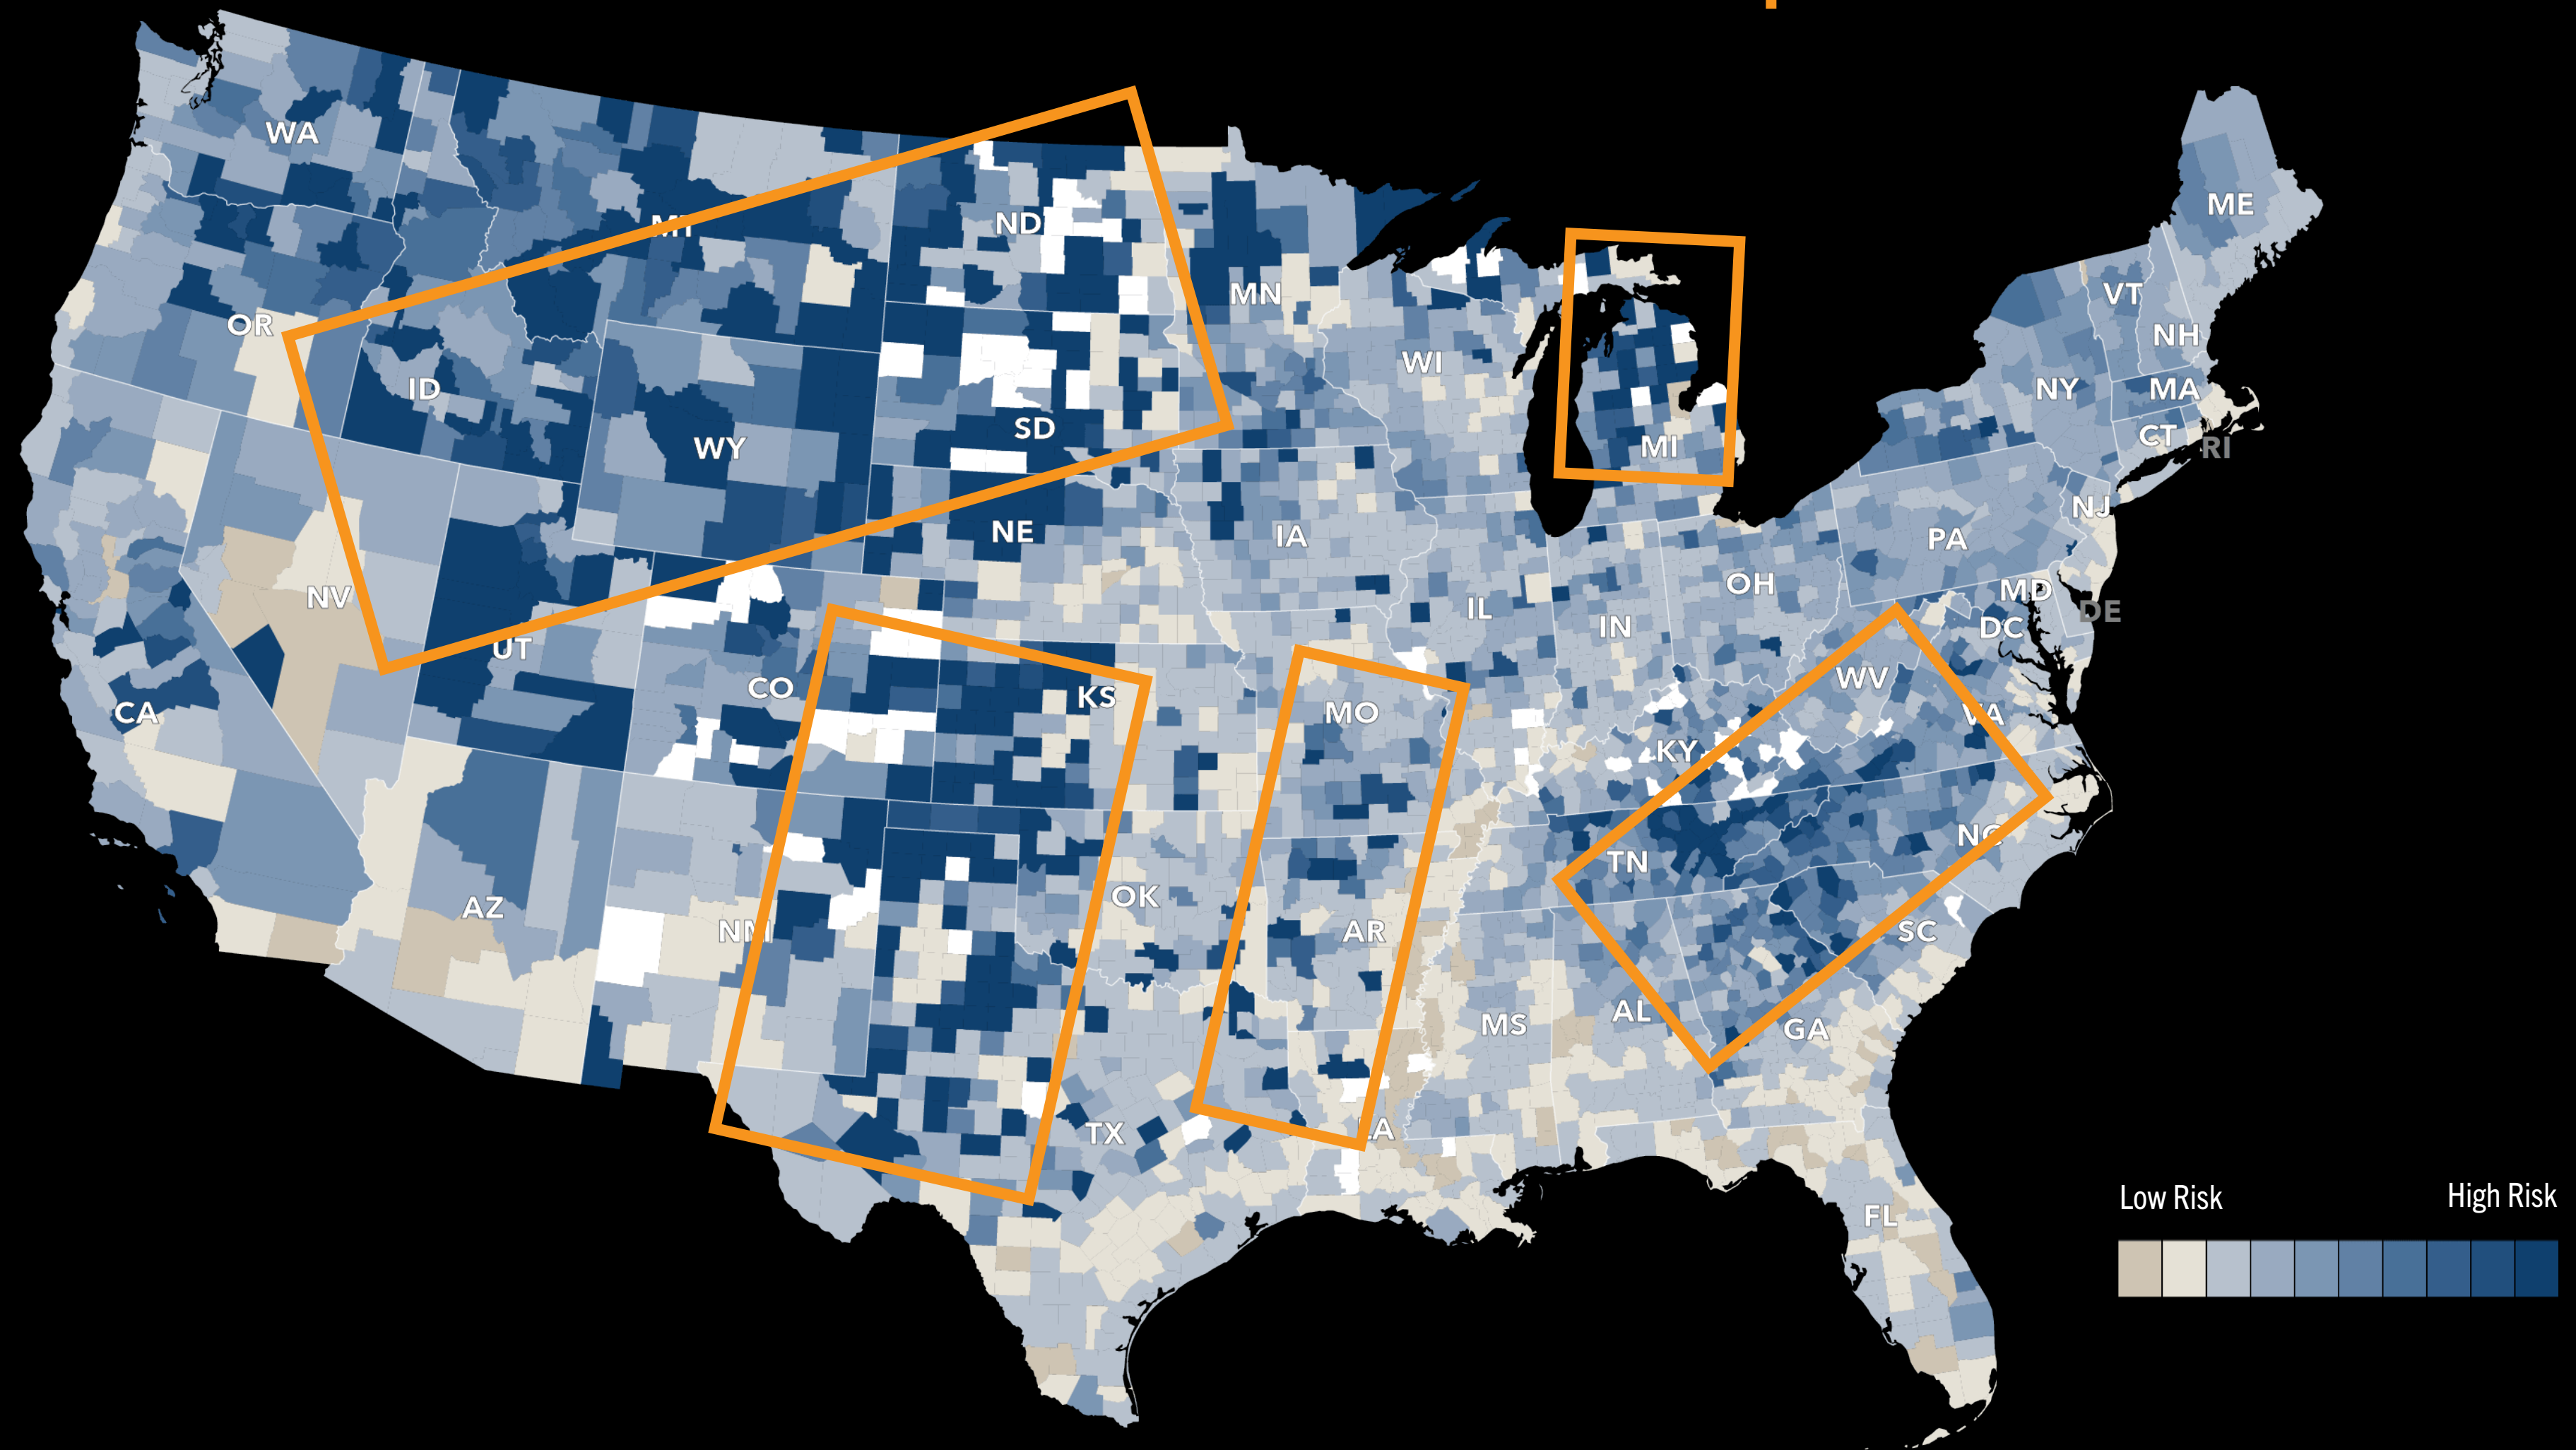 WA
MT
ND
MN
ME
OR
ID
WY
SD
WI
MI
VT
NH
NY
MA
CT
RI
NV
UT
NE
IA
PA
NJ
OH
MD
DE
DC
IL
IN
WV
VA
CA
CO
KS
MO
KY
TN
NC
AZ
NM
OK
AR
SC
MS
AL
GA
TX
LA
FL
Low Risk
High Risk